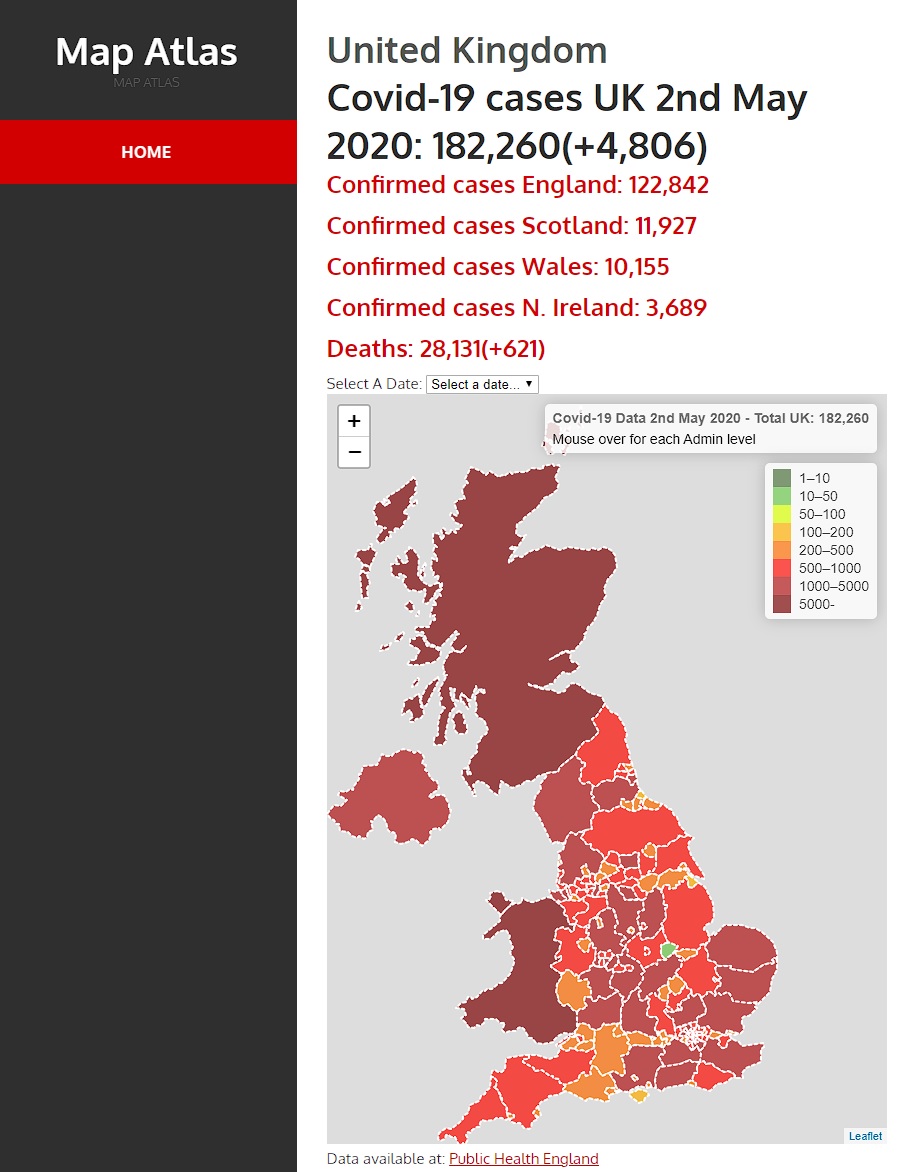 Map Atlas
MAP ATLAS
HOME
United Kingdom
Covid-19 cases UK 2nd May
2020: 182,260(+4,806)
Confirmed cases England: 122,842
Confirmed cases Scotland: 11,927
Confirmed cases Wales: 10,155
Confirmed cases N. Ireland: 3,689
Deaths: 28,131(+621)
Select A Date: Select a date...
+
−
Covid-19 Data 2nd May 2020 - Total UK: 182,260
Mouse over for each Admin level
1–10
10–50
50–100
100–200
200–500
500–1000
1000–5000
5000-
Leaflet
Data available at: Public Health England